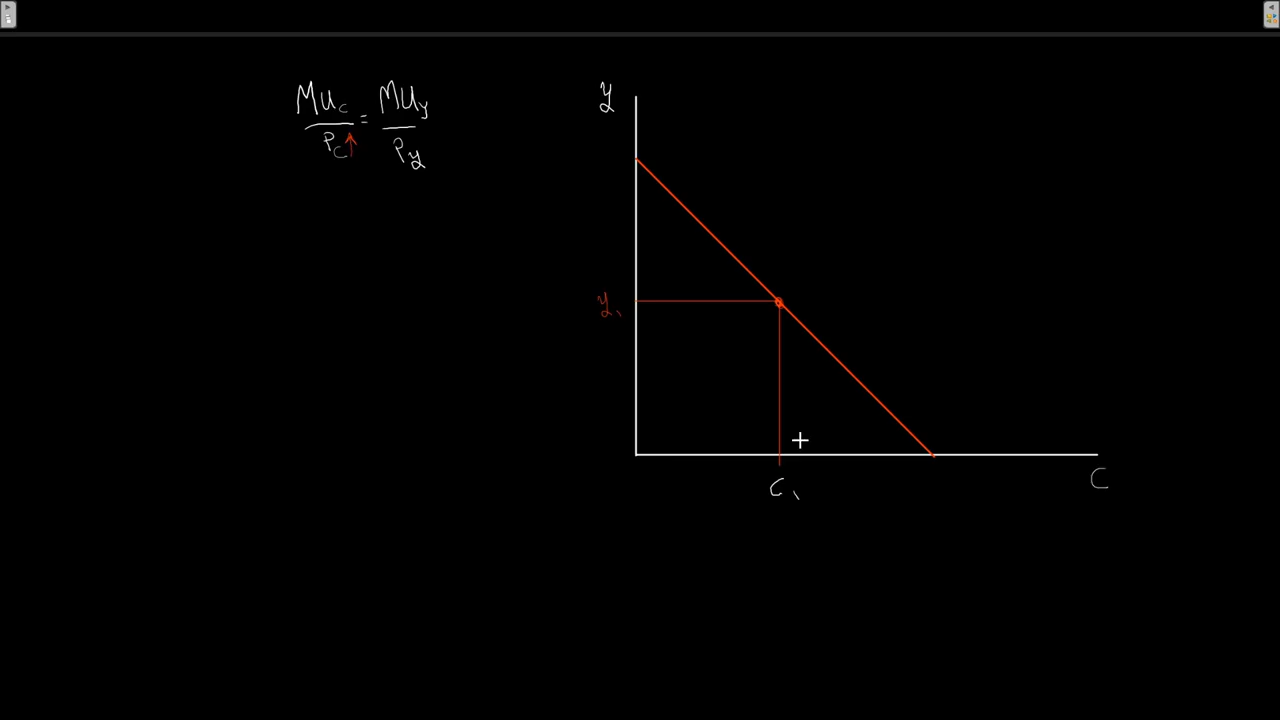 MUc = MUy
Pc↑ Py
y
y₁
c₁
C